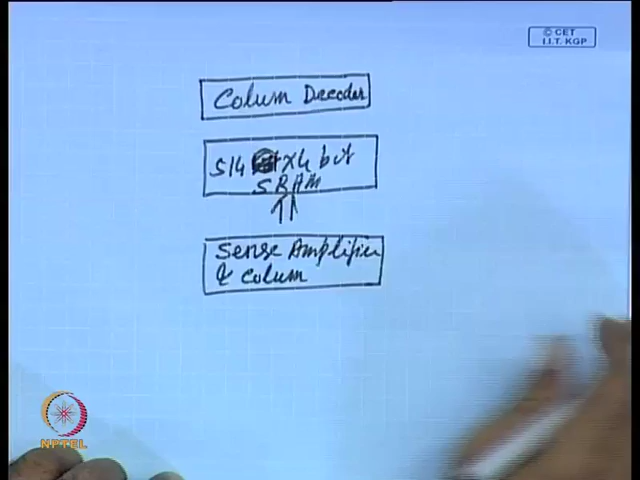 © CET
I.I.T. KGP
Colum Decoder
514 x4 bit
SRAM
Sense Amplifier
& Colum
NPTEL